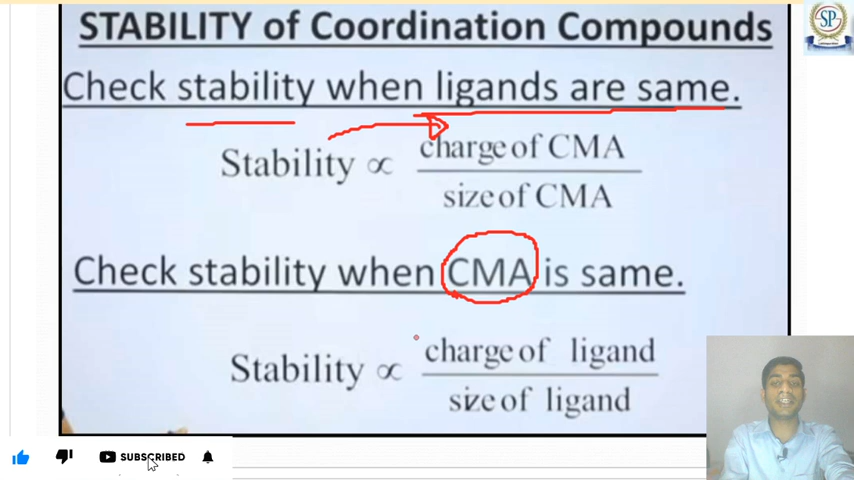 STABILITY of Coordination Compounds
SP
Check stability when ligands are same.
Stability ∝ charge of CMA
size of CMA
Check stability when CMA is same.
Stability ∝ charge of ligand
size of ligand
SUBSCRIBED